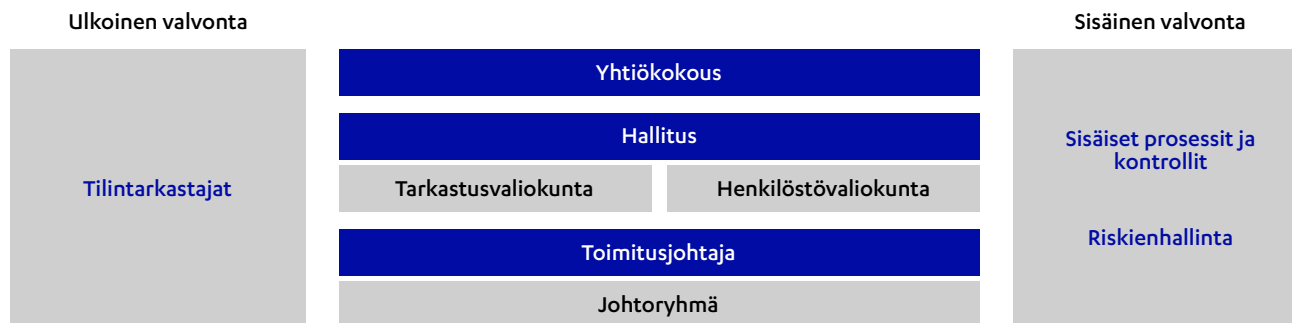 Ulkoinen valvonta
Sisäinen valvonta
Tilintarkastajat
Yhtiökokous
Hallitus
Tarkastusvaliokunta
Henkilöstövaliokunta
Toimitusjohtaja
Johtoryhmä
Sisäiset prosessit ja
kontrollit
Riskienhallinta